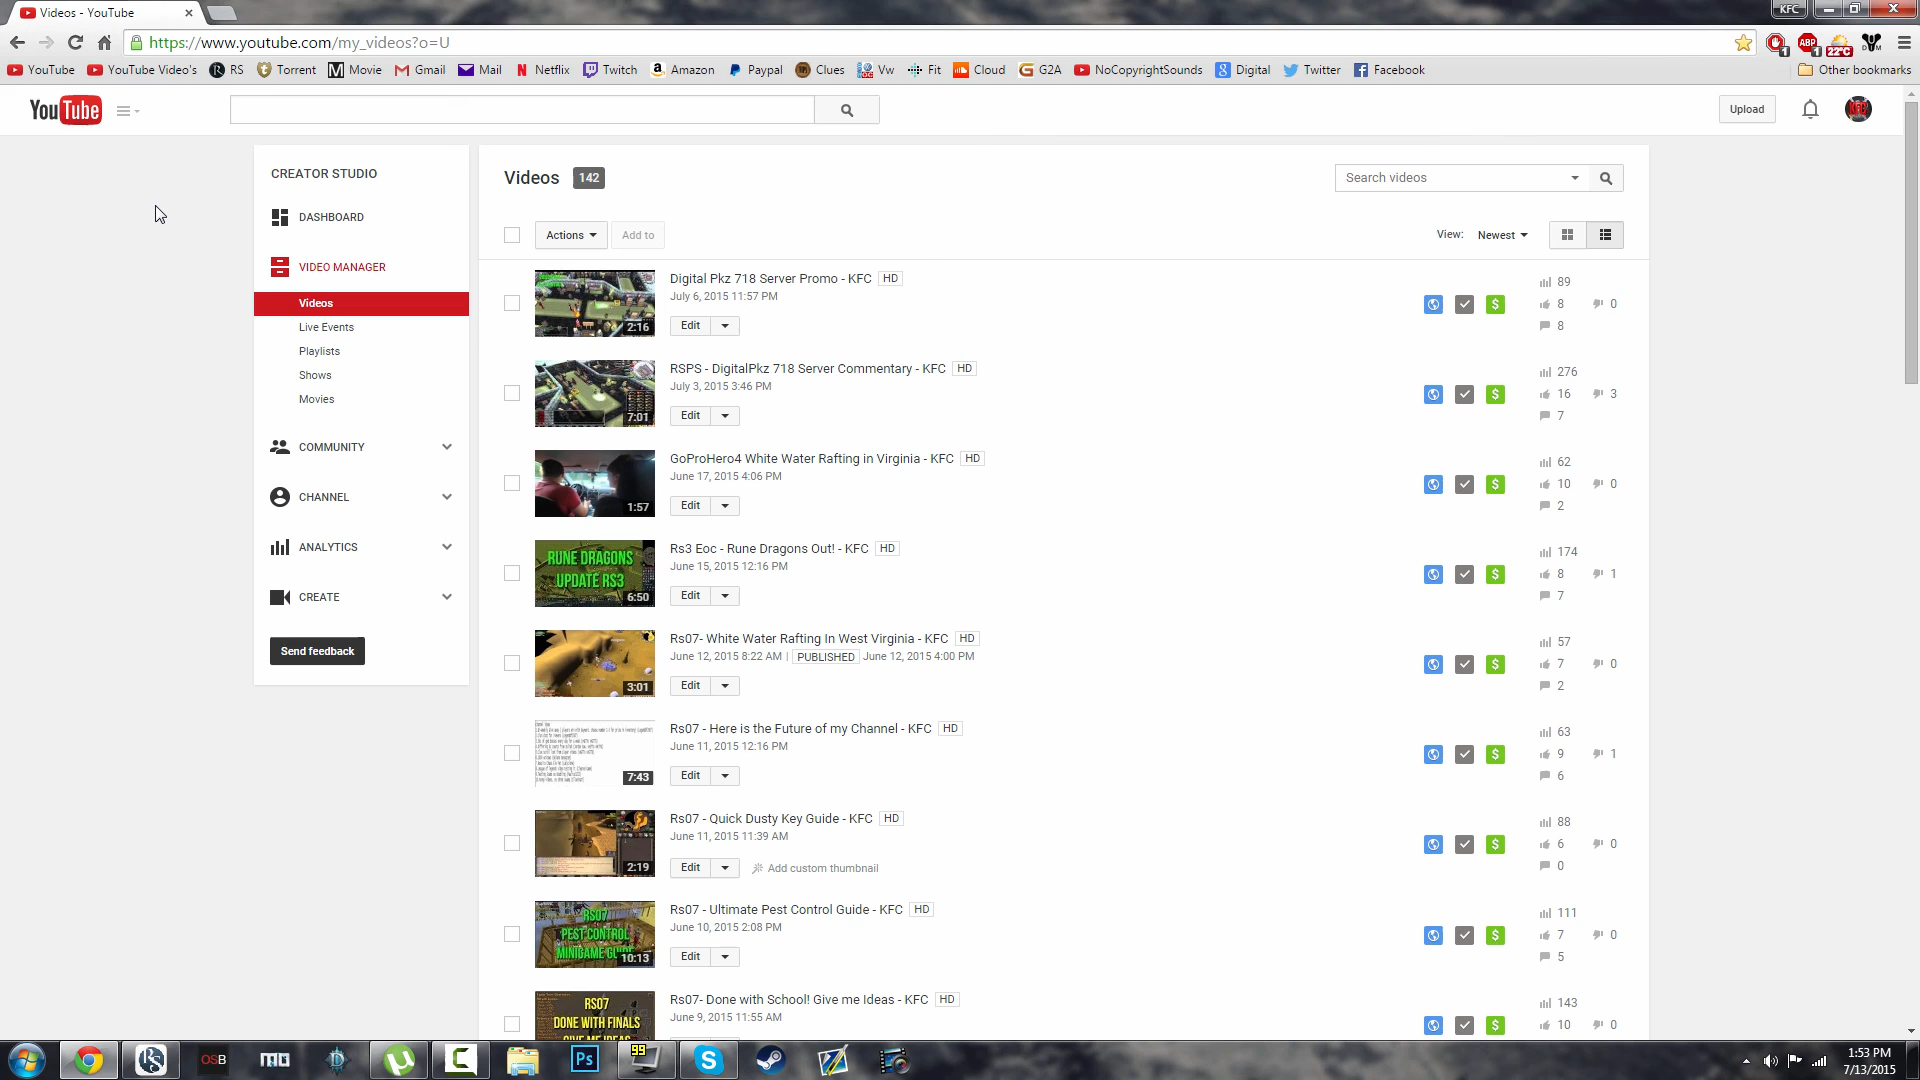 Videos - YouTube
KFC
https://www.youtube.com/my_videos?o=U
1
ABP
1
22°C
YouTube
YouTube Video's
RS
Torrent
Movie
Gmail
Mail
Netflix
Twitch
Amazon
Paypal
Clues
Vw
Fit
Cloud
G2A
NoCopyrightSounds
Digital
Twitter
Facebook
Other bookmarks
YouTube
Upload
CREATOR STUDIO
DASHBOARD
VIDEO MANAGER
Videos
Live Events
Playlists
Shows
Movies
COMMUNITY
CHANNEL
ANALYTICS
CREATE
Send feedback
Videos 142
Search videos
Actions
Add to
View: Newest
2:16
Digital Pkz 718 Server Promo - KFC HD
July 6, 2015 11:57 PM
Edit
89
8 0
8
7:01
RSPS - DigitalPkz 718 Server Commentary - KFC HD
July 3, 2015 3:46 PM
Edit
276
16 3
7
1:57
GoProHero4 White Water Rafting in Virginia - KFC HD
June 17, 2015 4:06 PM
Edit
62
10 0
2
RUNE DRAGONS
UPDATE RS3
6:50
Rs3 Eoc - Rune Dragons Out! - KFC HD
June 15, 2015 12:16 PM
Edit
174
8 1
7
3:01
Rs07- White Water Rafting In West Virginia - KFC HD
June 12, 2015 8:22 AM | PUBLISHED June 12, 2015 4:00 PM
Edit
57
7 0
2
7:43
Rs07 - Here is the Future of my Channel - KFC HD
June 11, 2015 12:16 PM
Edit
63
9 1
6
2:19
Rs07 - Quick Dusty Key Guide - KFC HD
June 11, 2015 11:39 AM
Edit
Add custom thumbnail
88
6 0
0
RS07
PEST CONTROL
MINIGAME
10:13
Rs07 - Ultimate Pest Control Guide - KFC HD
June 10, 2015 2:08 PM
Edit
111
7 0
5
RS07
DONE WITH FINALS
GIVE ME IDEAS
Rs07- Done with School! Give me Ideas - KFC HD
June 9, 2015 11:55 AM
143
10 0
OSB
Ps
99
1:53 PM
7/13/2015